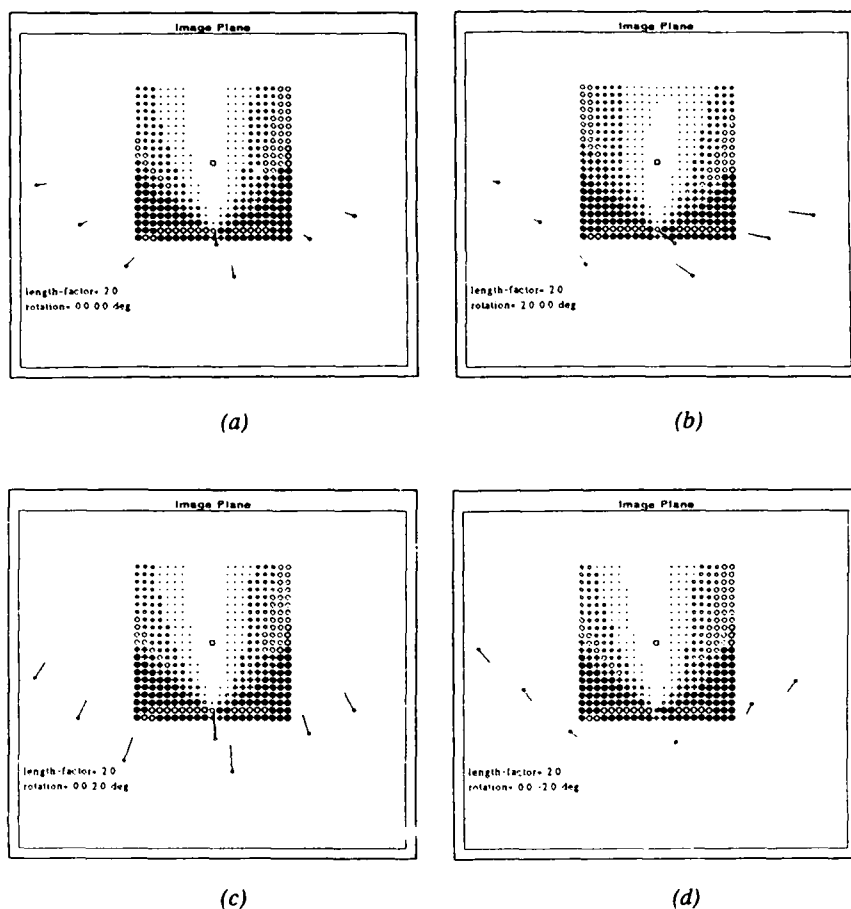 Image Plane
length-factor= 2.0
rotation= 0.0 0.0 deg
(a)
Image Plane
length-factor= 2.0
rotation= 2.0 0.0 deg
(b)
Image Plane
length-factor= 2.0
rotation= 0.0 2.0 deg
(c)
Image Plane
length-factor= 2.0
rotation= 0.0 -2.0 deg
(d)